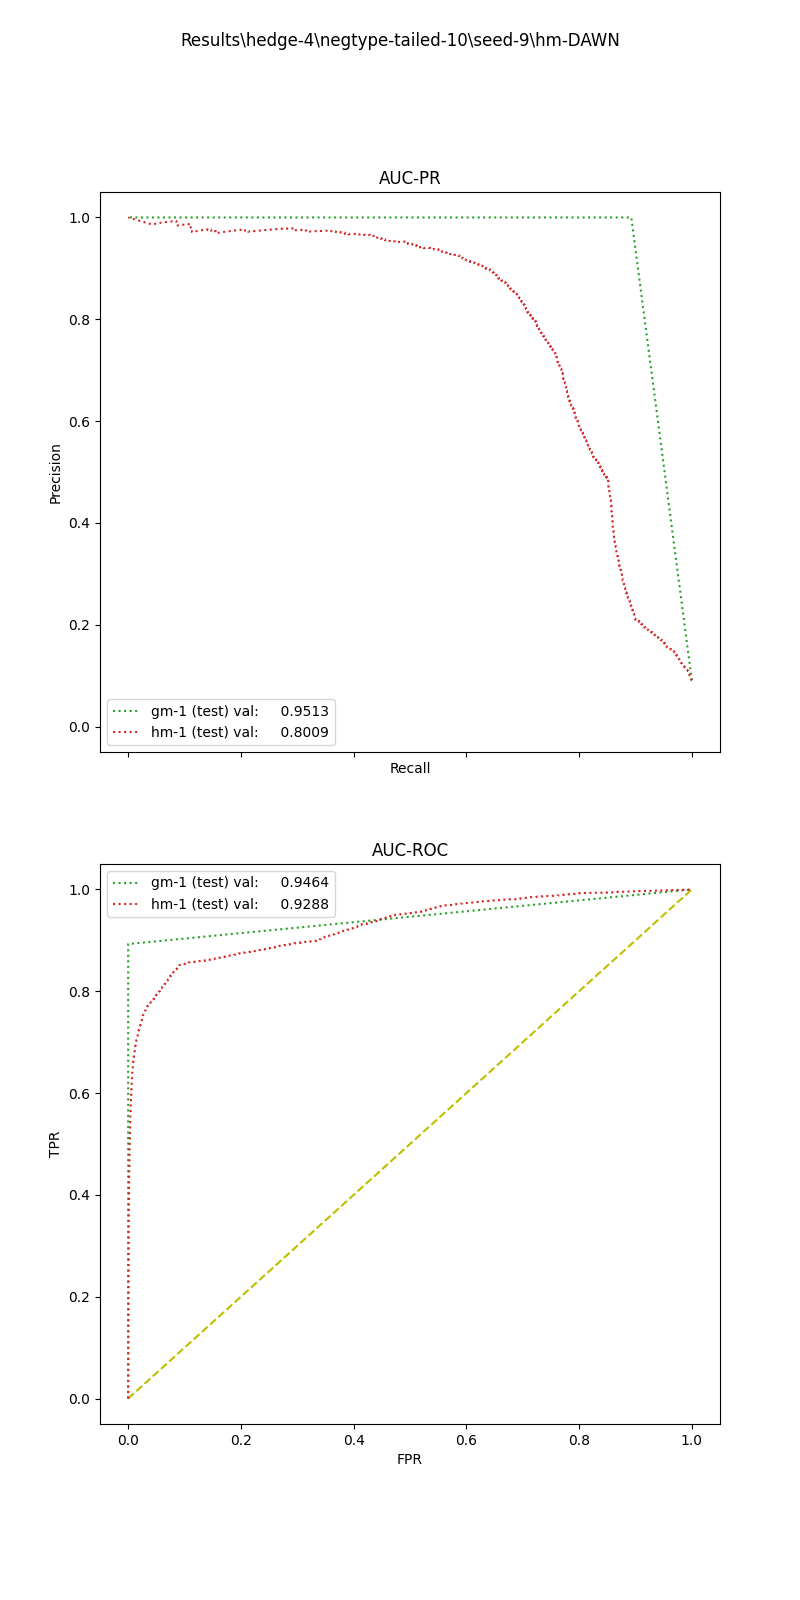 Results\hedge-4\negtype-tailed-10\seed-9\hm-DAWN
AUC-PR
1.0
0.8
0.6
0.4
0.2
0.0
Precision
gm-1 (test) val: 0.9513
hm-1 (test) val: 0.8009
Recall
AUC-ROC
gm-1 (test) val: 0.9464
hm-1 (test) val: 0.9288
1.0
0.8
0.6
0.4
0.2
0.0
TPR
0.0 0.2 0.4 0.6 0.8 1.0
FPR